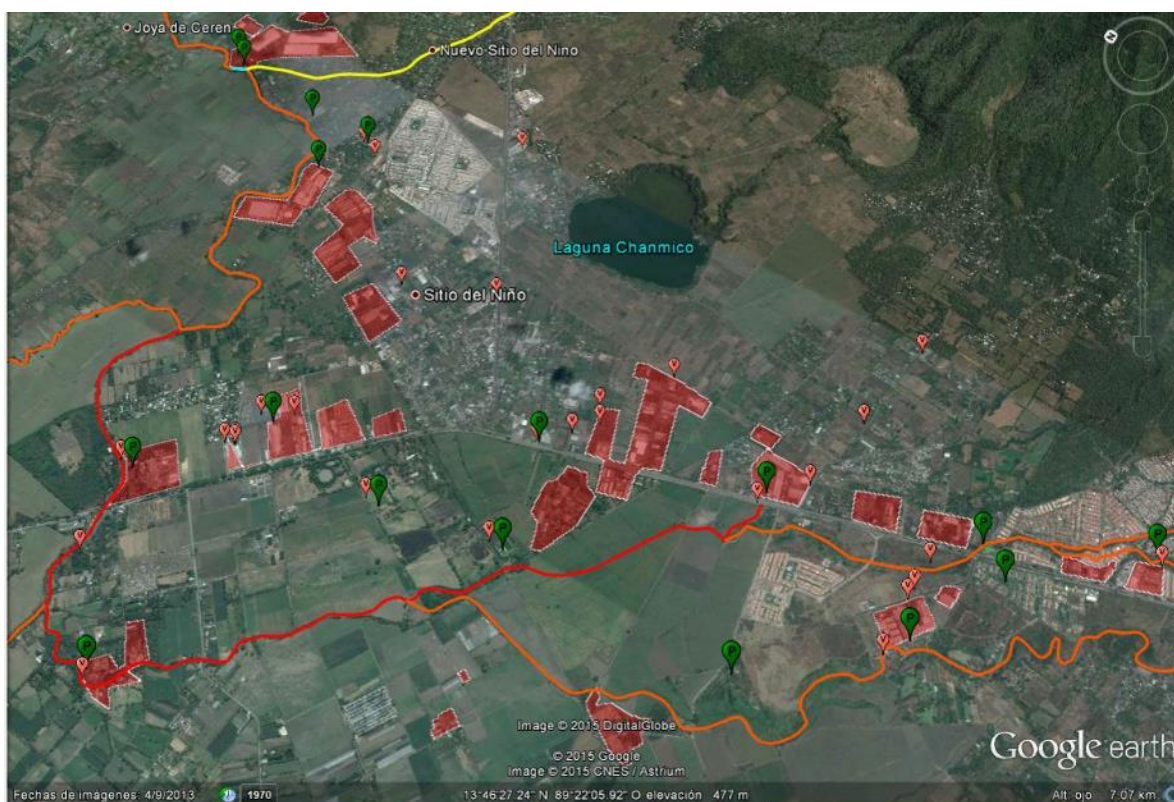 Joya de Ceren
Nuevo Sitio del Nino
N
Laguna Chanmico
Sitio del Niño
Image © 2015 DigitalGlobe
© 2015 Google
Image © 2015 CNES / Astrium
Google earth
Fechas de imágenes: 4/9/2013 1970 13°46'27.24" N 89°22'05.92" O elevación 477 m Alt. ojo 7.07 km